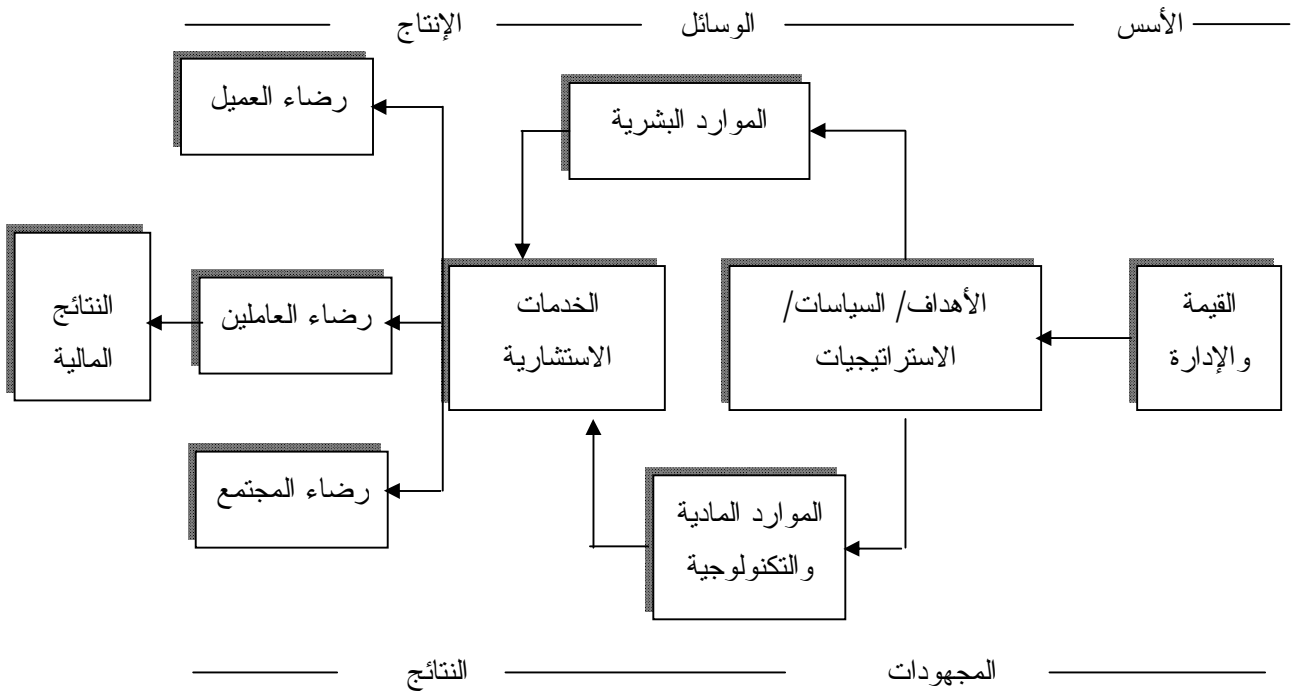 الأسس الوسائل الإنتاج
رضاء العميل
الموارد البشرية
القيمة
والإدارة
الأهداف/ السياسات/
الاستراتيجيات
الخدمات
الاستشارية
رضاء العاملين
النتائج
المالية
الموارد المادية
والتكنولوجية
رضاء المجتمع
المجهودات النتائج